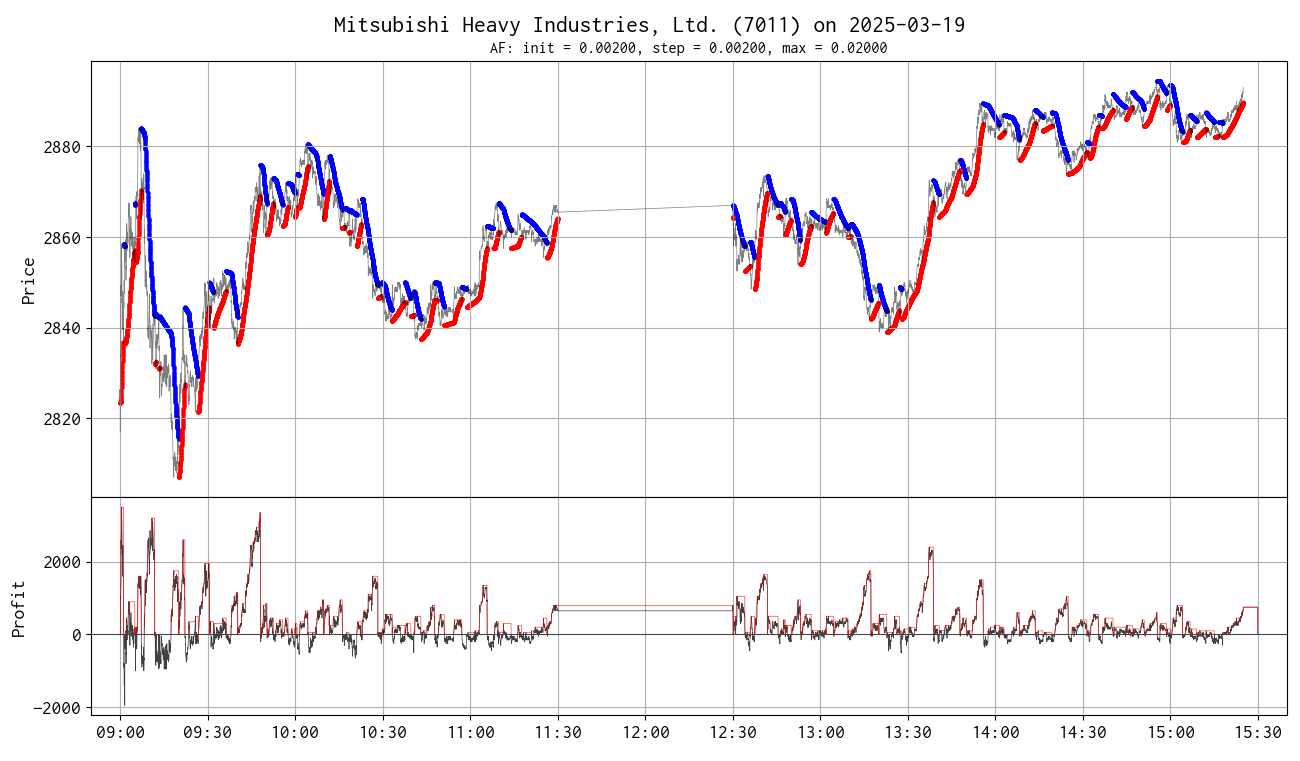 Mitsubishi Heavy Industries, Ltd. (7011) on 2025-03-19
AF: init = 0.00200, step = 0.00200, max = 0.02000
Price
2880
2860
2840
2820
Profit
2000
0
−2000
09:00 09:30 10:00 10:30 11:00 11:30 12:00 12:30 13:00 13:30 14:00 14:30 15:00 15:30